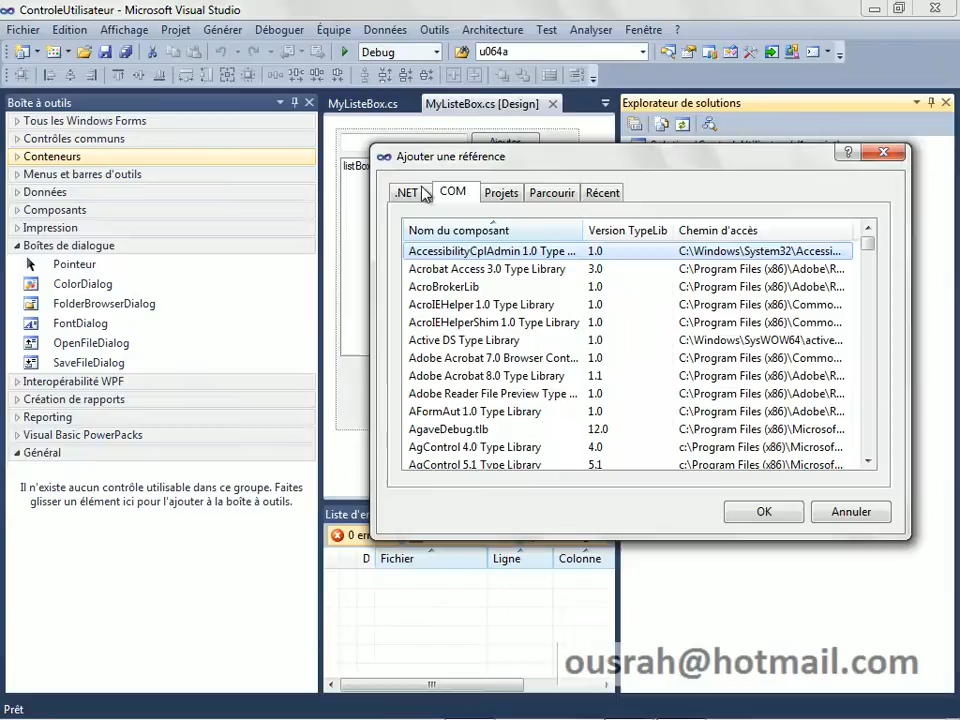 ControleUtilisateur - Microsoft Visual Studio
Fichier Edition Affichage Projet Générer Déboguer Équipe Données Outils Architecture Test Analyser Fenêtre ?
Debug u064a
Boîte à outils
MyListeBox.cs MyListeBox.cs [Design]
Explorateur de solutions
Tous les Windows Forms
Contrôles communs
Conteneurs
Menus et barres d'outils
Données
Composants
Impression
Boîtes de dialogue
Pointeur
ColorDialog
FolderBrowserDialog
FontDialog
OpenFileDialog
SaveFileDialog
Interopérabilité WPF
Création de rapports
Reporting
Visual Basic PowerPacks
Général
Il n'existe aucun contrôle utilisable dans ce groupe. Faites
glisser un élément ici pour l'ajouter à la boîte à outils.
listBo
Ajouter une référence
.NET COM Projets Parcourir Récent
Nom du composant Version TypeLib Chemin d'accès
AccessibilityCplAdmin 1.0 Type ... 1.0 C:\Windows\System32\Accessi...
Acrobat Access 3.0 Type Library 3.0 C:\Program Files (x86)\Adobe\R...
AcroBrokerLib 1.0 C:\Program Files (x86)\Adobe\R...
AcroIEHelper 1.0 Type Library 1.0 C:\Program Files (x86)\Commo...
AcroIEHelperShim 1.0 Type Library 1.0 C:\Program Files (x86)\Commo...
Active DS Type Library 1.0 C:\Windows\SysWOW64\active...
Adobe Acrobat 7.0 Browser Cont... 1.0 C:\Program Files (x86)\Commo...
Adobe Acrobat 8.0 Type Library 1.1 C:\Program Files (x86)\Adobe\R...
Adobe Reader File Preview Type ... 1.0 C:\Program Files (x86)\Adobe\R...
AFormAut 1.0 Type Library 1.0 C:\Program Files (x86)\Adobe\R...
AgaveDebug.tlb 12.0 C:\Program Files (x86)\Microsof...
AgControl 4.0 Type Library 4.0 c:\Program Files (x86)\Microsof...
AgControl 5.1 Type Library 5.1 c:\Program Files (x86)\Microsof...
OK Annuler
Liste d'er
0 er
D Fichier Ligne Colonne
ousrah@hotmail.com
Prêt